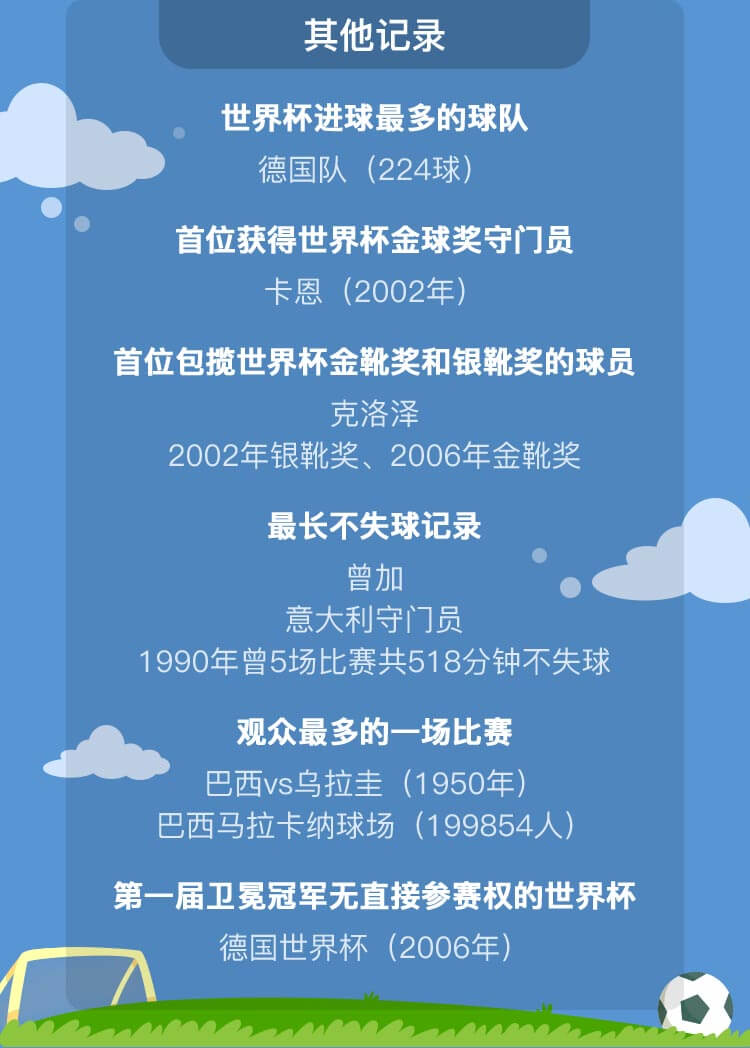 其他记录
世界杯进球最多的球队
德国队（224球）
首位获得世界杯金球奖守门员
卡恩（2002年）
首位包揽世界杯金靴奖和银靴奖的球员
克洛泽
2002年银靴奖、2006年金靴奖
最长不失球记录
曾加
意大利守门员
1990年曾5场比赛共518分钟不失球
观众最多的一场比赛
巴西vs乌拉圭（1950年）
巴西马拉卡纳球场（199854人）
第一届卫冕冠军无直接参赛权的世界杯
德国世界杯（2006年）